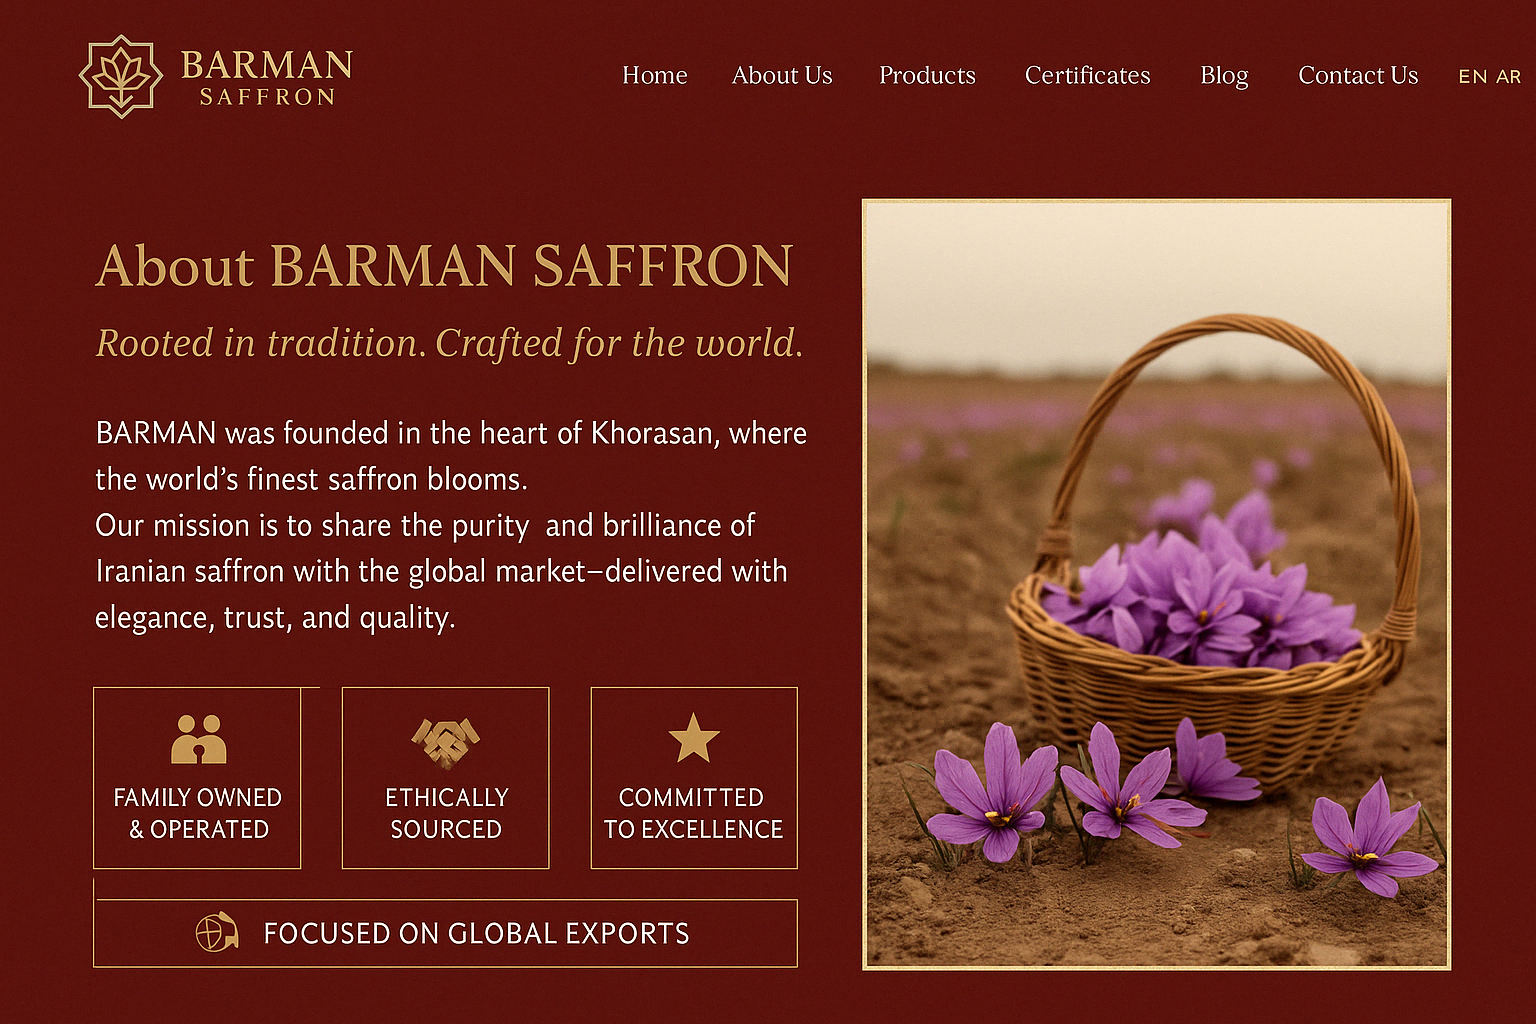 BARMAN
SAFFRON
Home About Us Products Certificates Blog Contact Us EN AR
About BARMAN SAFFRON
Rooted in tradition. Crafted for the world.
BARMAN was founded in the heart of Khorasan, where
the world’s finest saffron blooms.
Our mission is to share the purity and brilliance of
Iranian saffron with the global market–delivered with
elegance, trust, and quality.
FAMILY OWNED
& OPERATED
ETHICALLY
SOURCED
COMMITTED
TO EXCELLENCE
FOCUSED ON GLOBAL EXPORTS